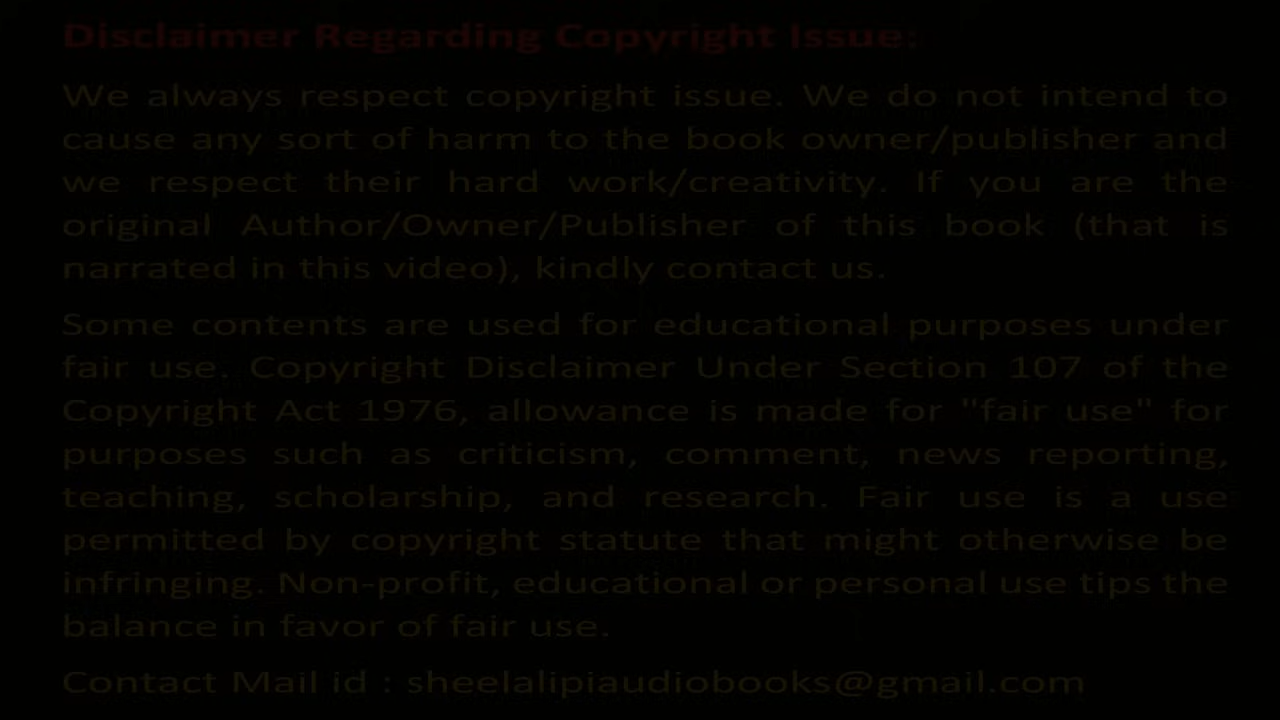 Disclaimer Regarding Copyright Issue:
We always respect copyright issue. We do not intend to
cause any sort of harm to the book owner/publisher and
we respect their hard work/creativity. If you are the
original Author/Owner/Publisher of this book (that is
narrated in this video), kindly contact us.
Some contents are used for educational purposes under
fair use. Copyright Disclaimer Under Section 107 of the
Copyright Act 1976, allowance is made for "fair use" for
purposes such as criticism, comment, news reporting,
teaching, scholarship, and research. Fair use is a use
permitted by copyright statute that might otherwise be
infringing. Non-profit, educational or personal use tips the
balance in favor of fair use.
Contact Mail id : sheelalipiaudiobooks@gmail.com